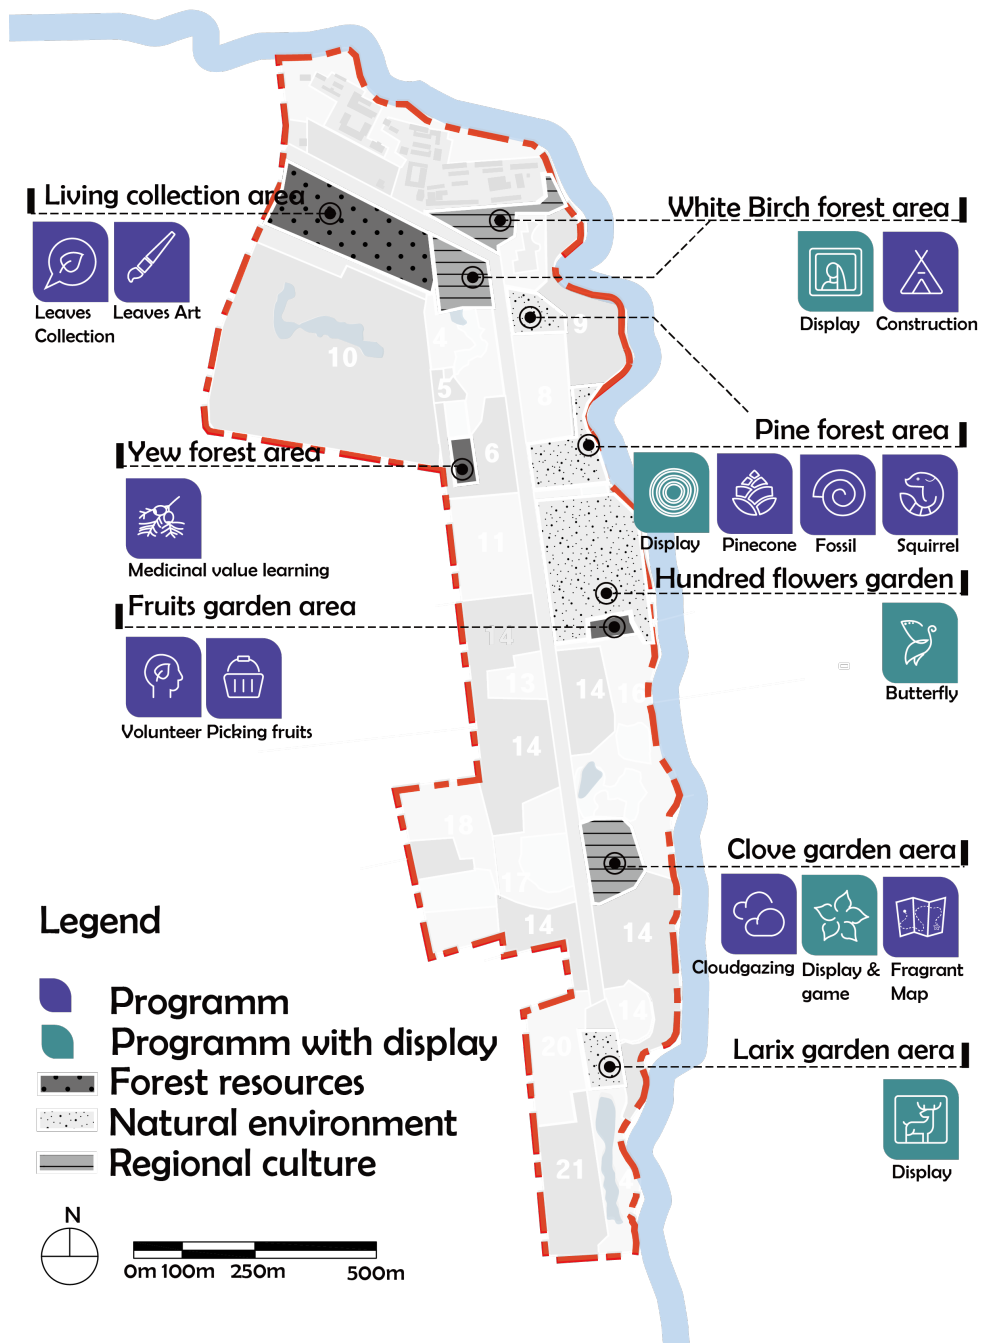 Living collection area
Leaves
Collection
Leaves Art
White Birch forest area
Display
Construction
10
4
5
9
8
6
Pine forest area
Display
Pinecone
Fossil
Squirrel
Yew forest area
Medicinal value learning
11
Hundred flowers garden
Butterfly
Fruits garden area
Volunteer
Picking fruits
14
13
14
16
14
18
17
14
14
Clove garden aera
Cloudgazing
Display &
game
Fragrant
Map
14
20
Larix garden aera
Display
21
Legend
Programm
Programm with display
Forest resources
Natural environment
Regional culture
N
0m 100m 250m 500m